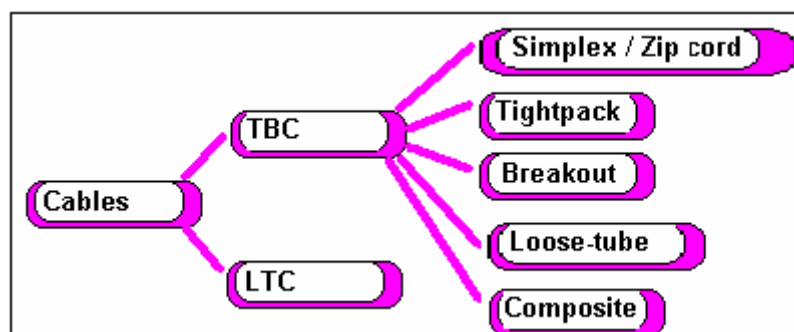 Simplex / Zip cord
TBC
Tightpack
Breakout
Cables
Loose-tube
LTC
Composite